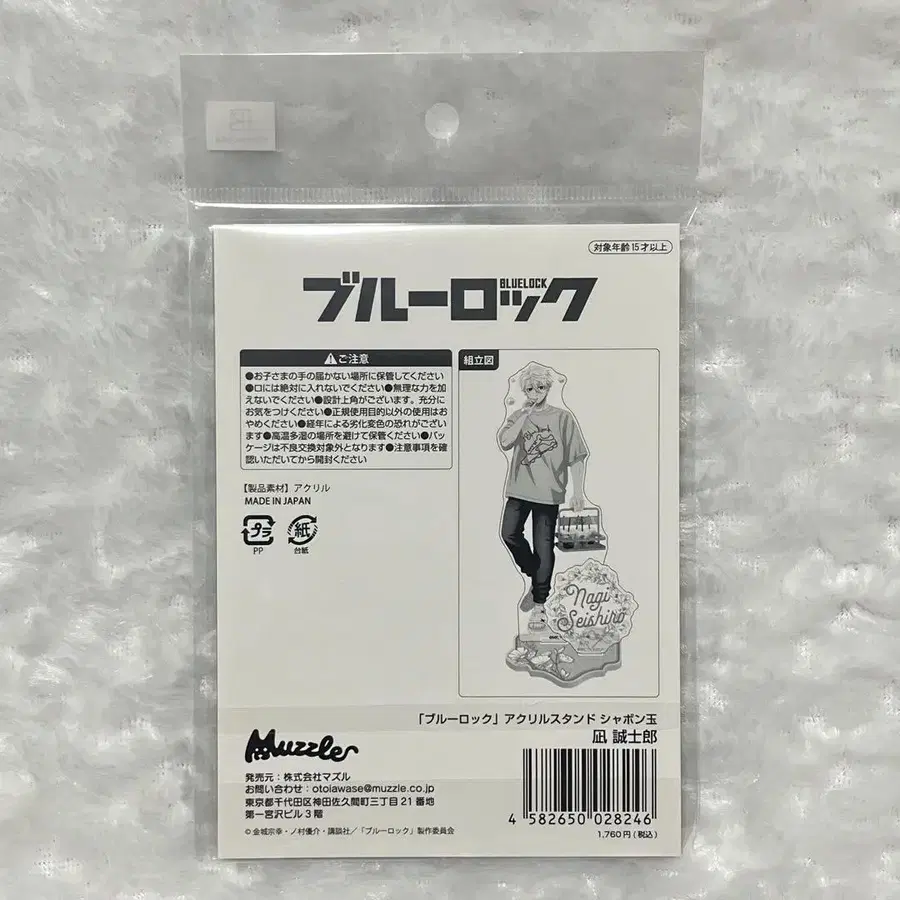 対象年齢15才以上
ブルーロック
BLUELOCK
⚠ご注意
●お子さまの手の届かない場所に保管してください
●口には絶対に入れないでください●無理な力を加
えないでください●設計上角がございます。充分に
お気をつけください●正規使用目的以外の使用はお
やめください●経年による劣化変色の恐れがござい
ます●高温多湿の場所を避けて保管ください●パッ
ケージは不良交換対象外となります●注意事項を確
認いただいてから開封ください
組立図
【製品素材】アクリル
MADE IN JAPAN
プラ
PP
紙
台紙
Nagi
Seishiro
「ブルーロック」アクリルスタンド シャボン玉
凪 誠士郎
Muzzle
発売元:株式会社マズル
お問い合わせ:otoiawase@muzzle.co.jp
東京都千代田区神田佐久間町三丁目21番地
第一宮沢ビル3階
© 金城宗幸・ノ村優介・講談社/「ブルーロック」製作委員会
4 582650 028246
1,760円(税込)